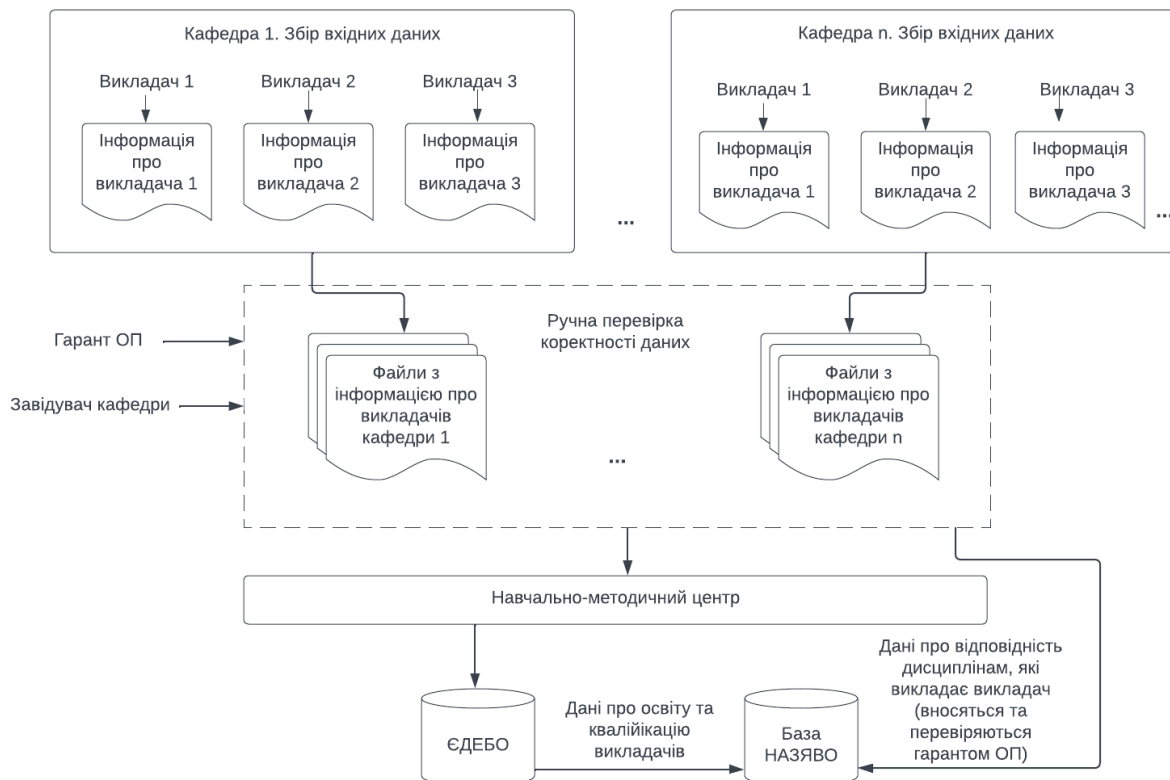 Кафедра 1. Збір вхідних даних
Викладач 1
Викладач 2
Викладач 3
Інформація
про
викладача 1
Інформація
про
викладача 2
Інформація
про
викладача 3
...
Кафедра n. Збір вхідних даних
Викладач 1
Викладач 2
Викладач 3
Інформація
про
викладача 1
Інформація
про
викладача 2
Інформація
про
викладача 3
...
Гарант ОП
Завідувач кафедри
Ручна перевірка
коректності даних
Файли з
інформацією про
викладачів
кафедри 1
...
Файли з
інформацією про
викладачів
кафедри n
Навчально-методичний центр
ЄДЕБО
Дані про освіту та
квалійікацію
викладачів
База
НАЗЯВО
Дані про відповідність
дисциплінам, які
викладає викладач
(вносяться та
перевіряються
гарантом ОП)